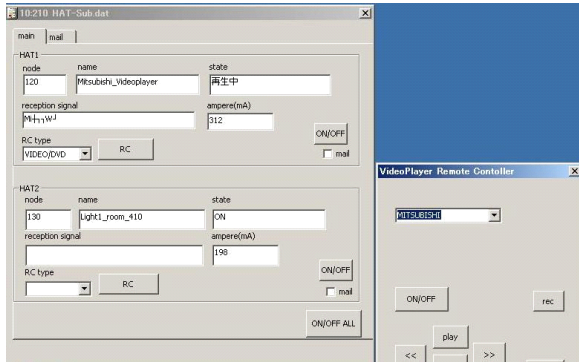 10:210 HAT-Sub.dat
main mail
HAT1
node name state
120 Mitsubishi_Videoplayer 再生中
reception signal ampere(mA)
312
RC type
ON/OFF
VIDEO/DVD RC
mail
HAT2
node name state
130 Light1_room_410 ON
reception signal ampere(mA)
198
RC type
ON/OFF
RC
mail
ON/OFF ALL
VideoPlayer Remote Contoller
MITSUBISHI
ON/OFF rec
play
<< >>